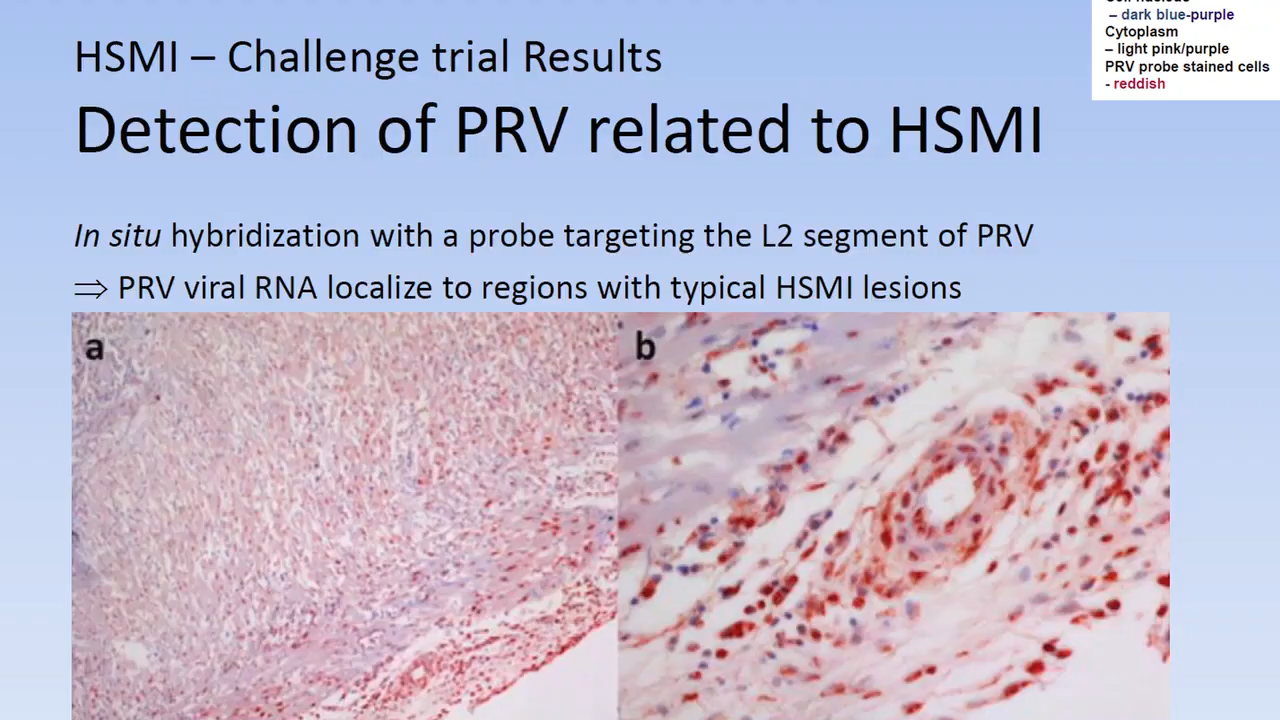 – dark blue-purple
Cytoplasm
– light pink/purple
PRV probe stained cells
- reddish
HSMI – Challenge trial Results
Detection of PRV related to HSMI
In situ hybridization with a probe targeting the L2 segment of PRV
⇒ PRV viral RNA localize to regions with typical HSMI lesions
a
b